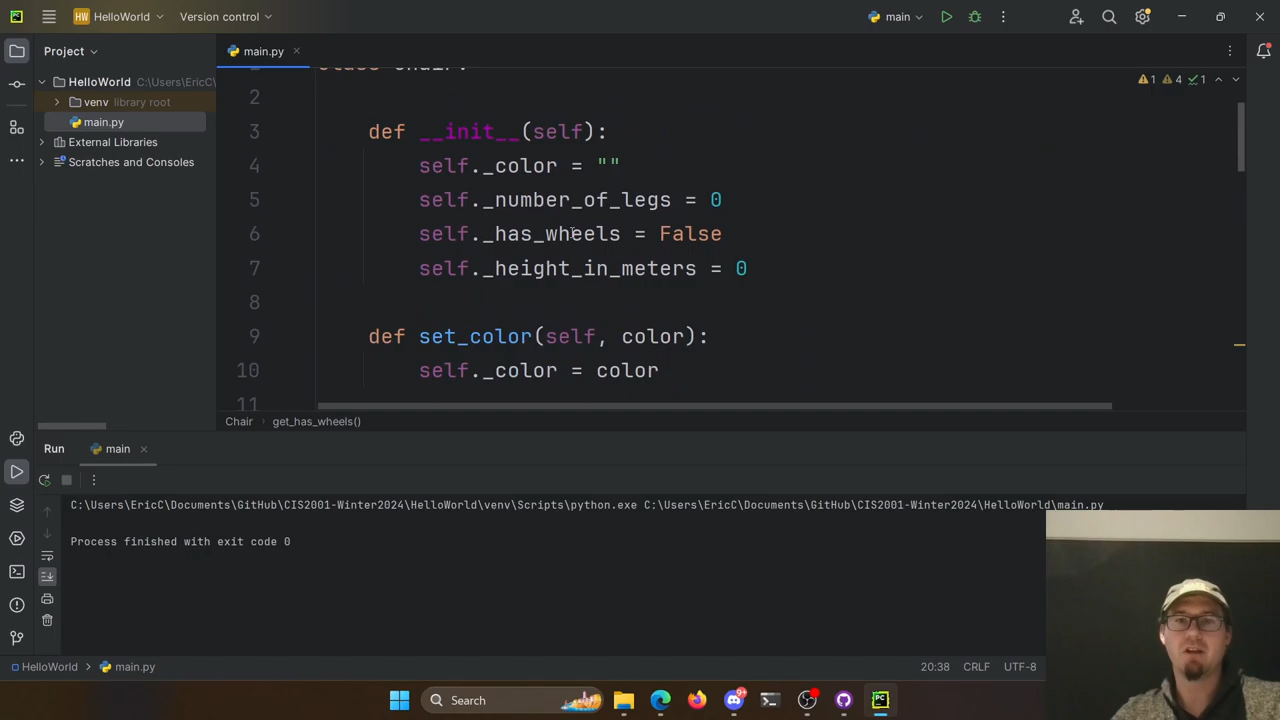 HW HelloWorld Version control main
Project
main.py
HelloWorld C:\Users\EricC\
venv library root
main.py
External Libraries
Scratches and Consoles
1 4 1
2
3 def __init__(self):
4 self._color = ""
5 self._number_of_legs = 0
6 self._has_wheels = False
7 self._height_in_meters = 0
8
9 def set_color(self, color):
10 self._color = color
11
Chair get_has_wheels()
Run main
C:\Users\EricC\Documents\GitHub\CIS2001-Winter2024\HelloWorld\venv\Scripts\python.exe C:\Users\EricC\Documents\GitHub\CIS2001-Winter2024\HelloWorld\main.py
Process finished with exit code 0
HelloWorld main.py 20:38 CRLF UTF-8
Search